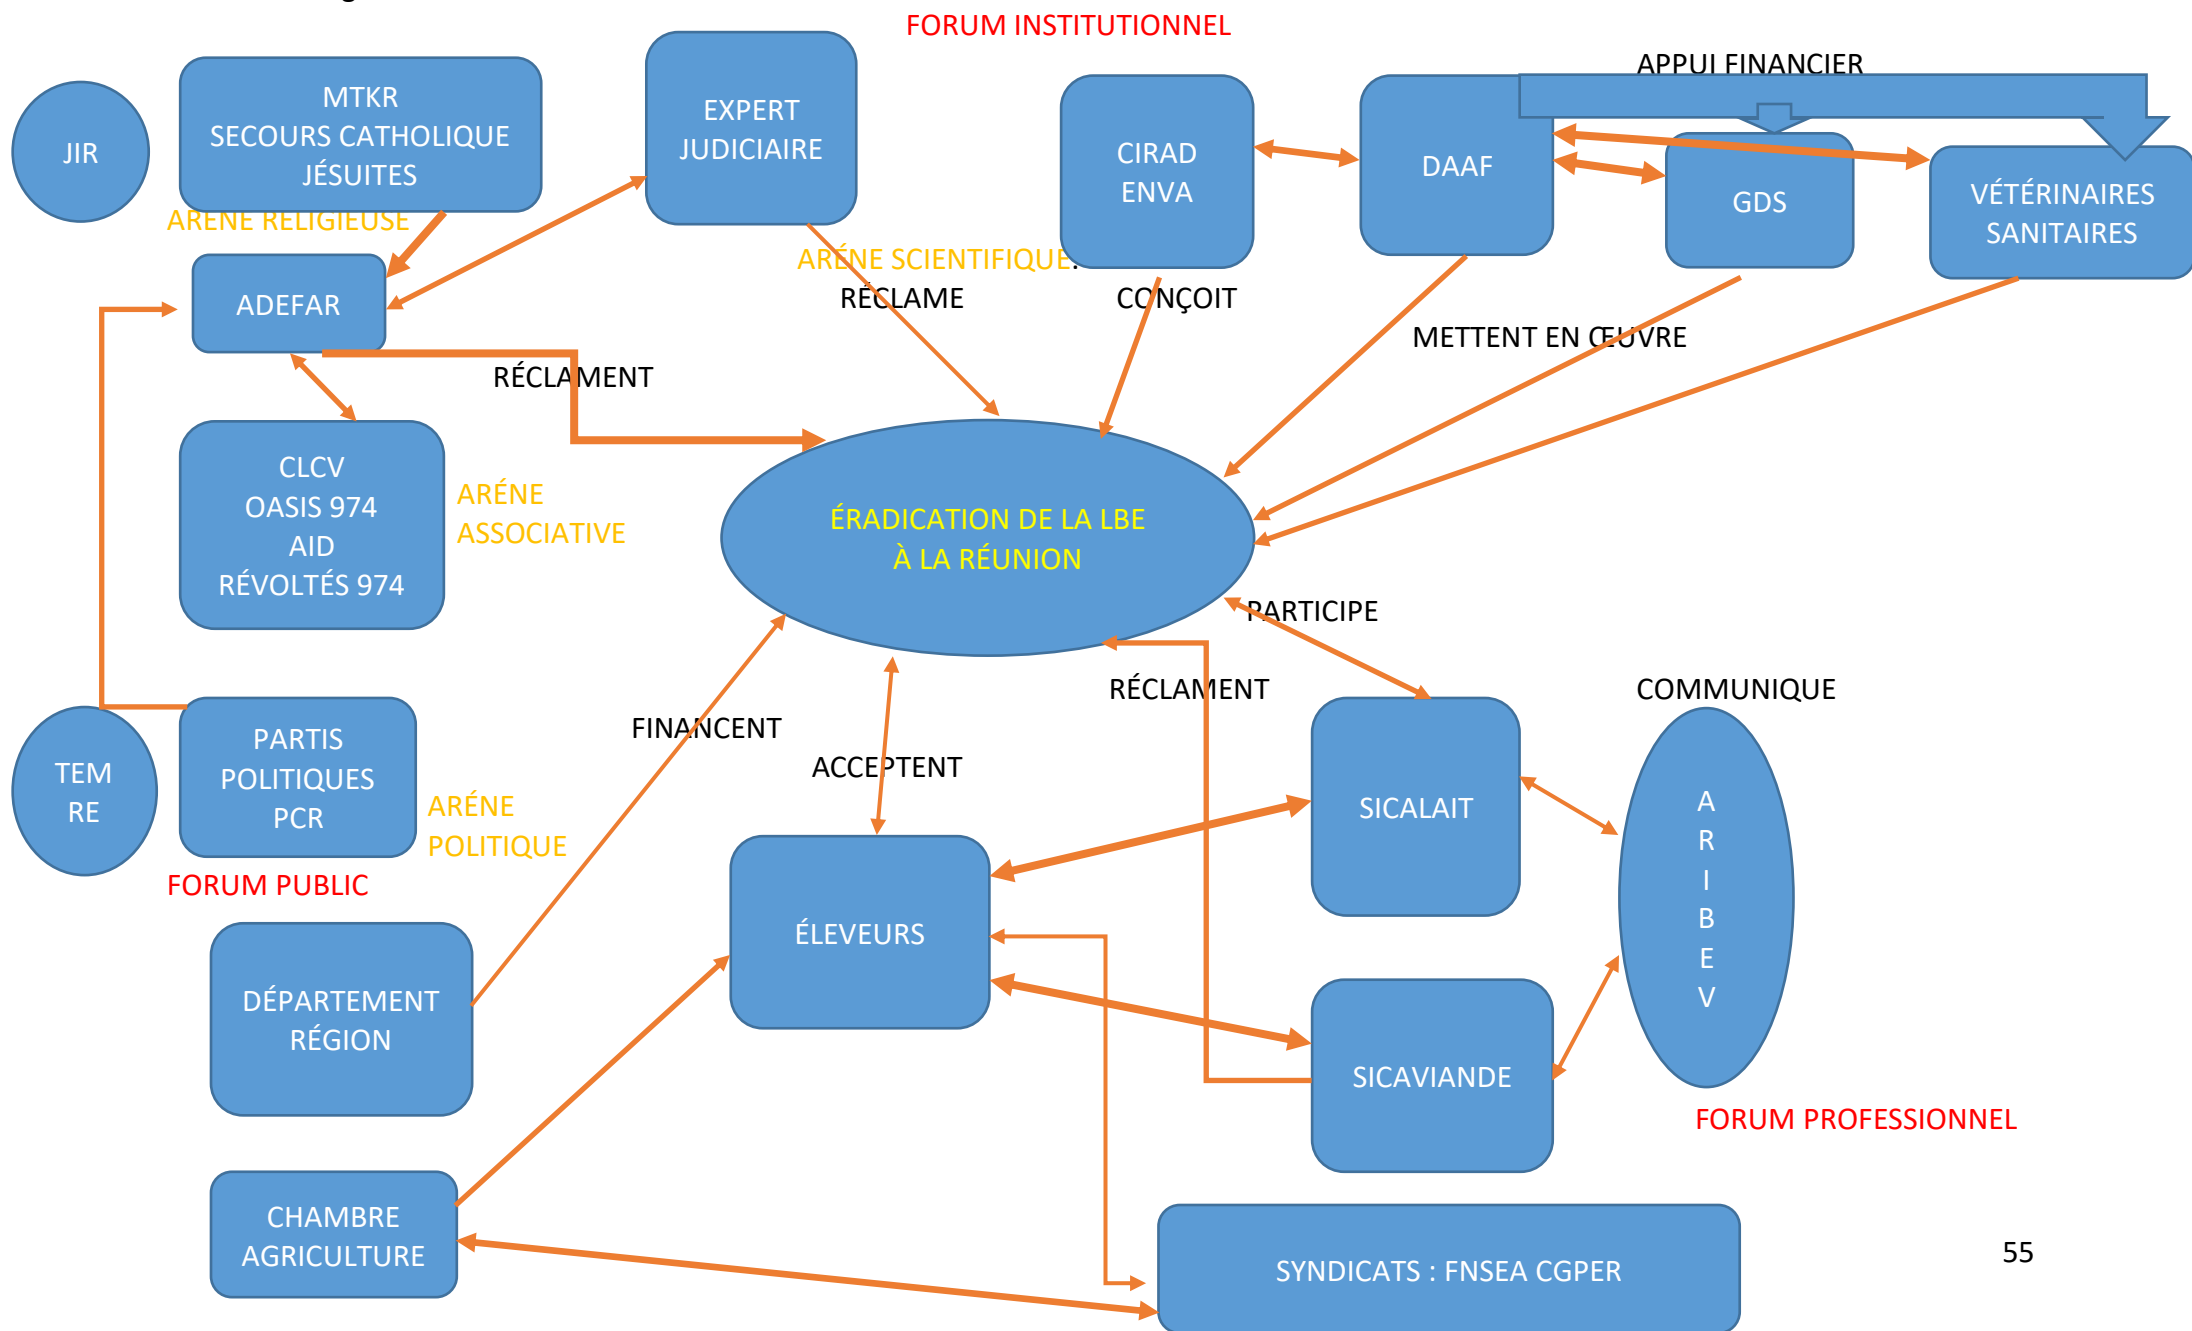 FORUM INSTITUTIONNEL
JIR
MTKR
SECOURS CATHOLIQUE
JÉSUITES
ARÉNE RELIGIEUSE
EXPERT
JUDICIAIRE
CIRAD
ENVA
DAAF
APPUI FINANCIER
GDS
VÉTÉRINAIRES
SANITAIRES
ADEFAR
ARÉNE SCIENTIFIQUE.
RÉCLAME
CONÇOIT
METTENT EN ŒUVRE
RÉCLAMENT
CLCV
OASIS 974
AID
RÉVOLTÉS 974
ARÉNE
ASSOCIATIVE
ÉRADICATION DE LA LBE
À LA RÉUNION
PARTICIPE
RÉCLAMENT
COMMUNIQUE
FINANCENT
ACCEPTENT
TEM
RE
PARTIS
POLITIQUES
PCR
ARÉNE
POLITIQUE
FORUM PUBLIC
SICALAIT
A
R
I
B
E
V
ÉLEVEURS
DÉPARTEMENT
RÉGION
SICAVIANDE
FORUM PROFESSIONNEL
CHAMBRE
AGRICULTURE
SYNDICATS : FNSEA CGPER
55